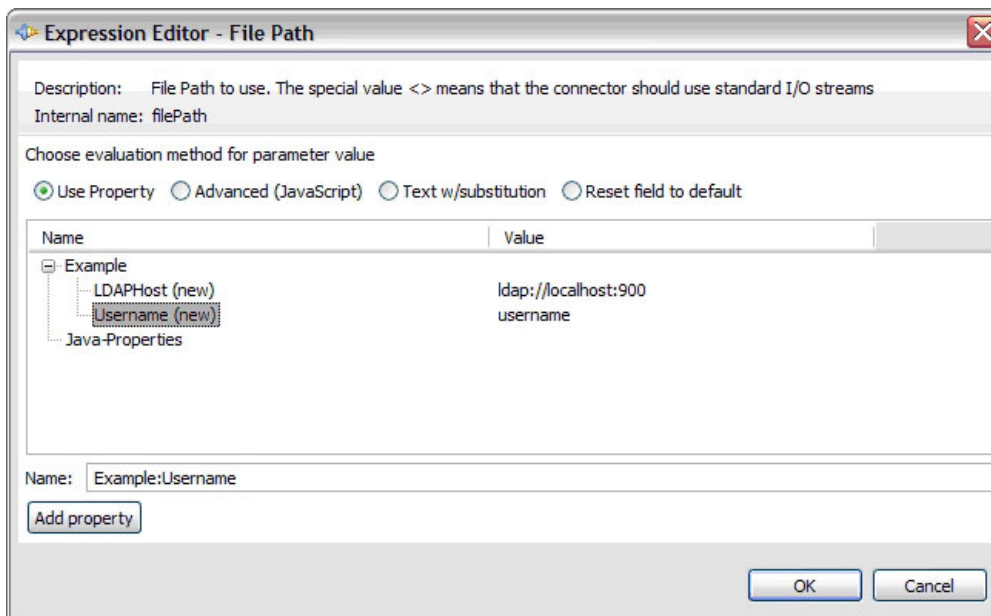 Expression Editor - File Path
Description: File Path to use. The special value <> means that the connector should use standard I/O streams
Internal name: filePath
Choose evaluation method for parameter value
Use Property Advanced (JavaScript) Text w/substitution Reset field to default
Name Value
Example
LDAPHost (new) ldap://localhost:900
Username (new) username
Java-Properties
Name: Example:Username
Add property
OK Cancel